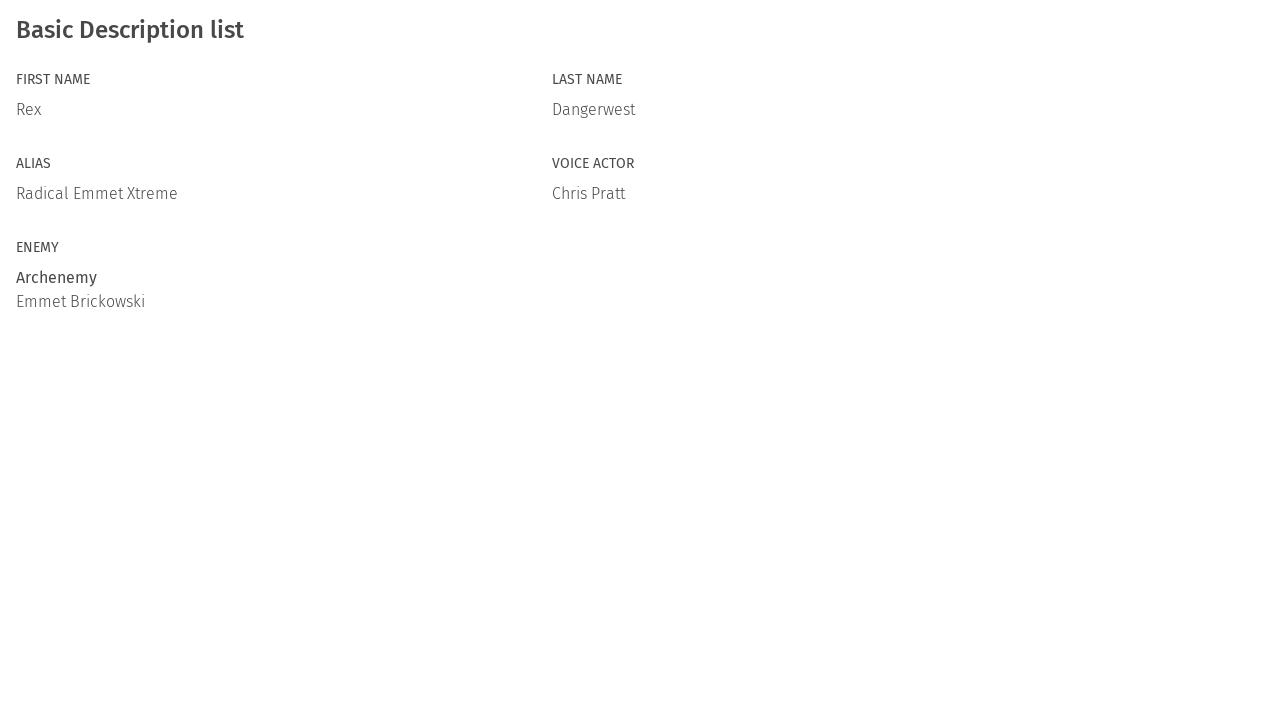 Basic Description list
FIRST NAME
Rex
LAST NAME
Dangerwest
ALIAS
Radical Emmet Xtreme
VOICE ACTOR
Chris Pratt
ENEMY
Archenemy
Emmet Brickowski